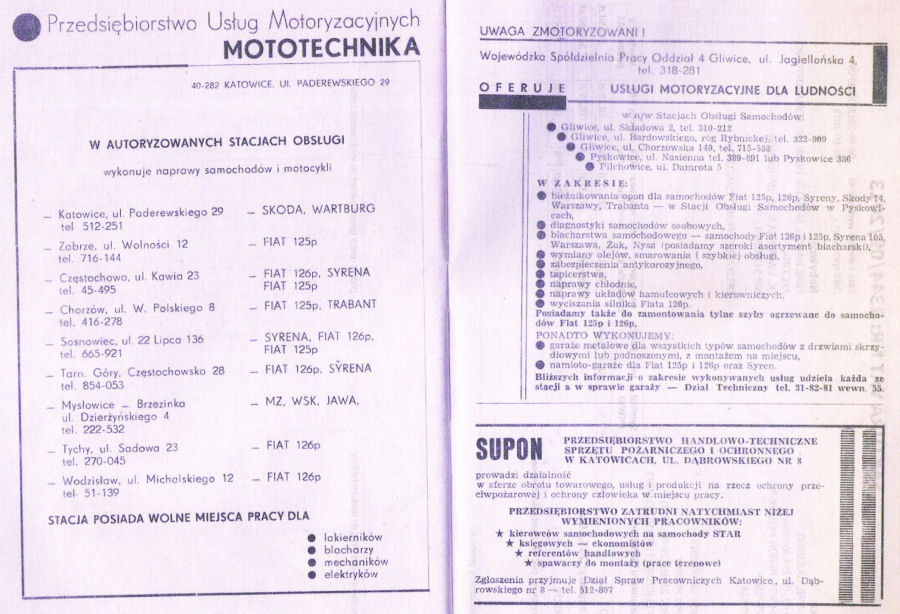 Przedsiębiorstwo Usług Motoryzacyjnych
MOTOTECHNIKA
40-282 KATOWICE, UL. PADEREWSKIEGO 29
W AUTORYZOWANYCH STACJACH OBSŁUGI
wykonuje naprawy samochodów i motocykli
— Katowice, ul. Paderewskiego 29 — SKODA, WARTBURG
tel. 512-251
— Zabrze, ul. Wolności 12 — FIAT 125p
tel. 716-144
— Częstochowa, ul. Kawia 23 — FIAT 126p, SYRENA
tel. 45-495 FIAT 125p
— Chorzów, ul. W. Polskiego 8 — FIAT 125p, TRABANT
tel. 416-278
— Sosnowiec, ul. 22 Lipca 136 — SYRENA, FIAT 126p,
tel. 665-921 FIAT 125p
— Tarn. Góry, Częstochowska 28 — FIAT 126p, SYRENA
tel. 854-053
— Mysłowice — Brzezinka — MZ, WSK, JAWA,
ul. Dzierżyńskiego 4
tel. 222-532
— Tychy, ul. Sadowa 23 — FIAT 126p
tel. 270-045
— Wodzisław, ul. Michalskiego 12 — FIAT 126p
tel. 51-139
STACJA POSIADA WOLNE MIEJSCA PRACY DLA
● lakierników
● blacharzy
● mechaników
● elektryków
UWAGA ZMOTORYZOWANI!
Wojewódzka Spółdzielnia Pracy Oddział 4 Gliwice, ul. Jagiellońska 4,
tel. 318-281
OFERUJE USŁUGI MOTORYZACYJNE DLA LUDNOŚCI
w n/w Stacjach Obsługi Samochodów:
● Gliwice, ul. Składowa 2, tel. 310-212
● Gliwice, ul. Bardowskiego, róg Rybnickej, tel. 322-909
● Gliwice, ul. Chorzowska 149, tel. 715-588
● Pyskowice, ul. Nasienna tel. 389-891 lub Pyskowice 386
● Pilchowice, ul. Damrota 5
W ZAKRESIE:
● bieżnikowania opon dla samochodów Fiat 125p, 126p, Syreny, Skody 14,
Warszawy, Trabanta — w Stacji Obsługi Samochodów w Pyskowi-
cach,
● diagnostyki samochodów osobowych,
● blacharstwa samochodowego — samochody Fiat 126p i 125p, Syrena 105,
Warszawa, Żuk, Nysa (posiadamy szeroki asortyment blacharski),
● wymiany olejów, smarowania i szybkiej obsługi,
● zabezpieczenia antykorozyjnego,
● tapicerstwa,
● naprawy chłodnic,
● naprawy układów hamulcowych i kierowniczych,
● wyciszania silnika Fiata 126p.
Posiadamy także do zamontowania tylne szyby ogrzewane do samocho-
dów Fiat 125p i 126p,
PONADTO WYKONUJEMY:
● garaże metalowe dla wszystkich typów samochodów z drzwiami skrzy-
dłowymi lub podnoszonymi, z montażem na miejscu,
● namioto-garaże dla Fiat 125p i 126p oraz Syren.
Bliższych informacji o zakresie wykonywanych usług udziela każda ze
stacji a w sprawie garaży — Dział Techniczny tel. 31-82-81 wewn. 55.
SUPON
PRZEDSIĘBIORSTWO HANDLOWO-TECHNICZNE
SPRZĘTU POŻARNICZEGO I OCHRONNEGO
W KATOWICACH, UL. DĄBROWSKIEGO NR 8
prowadzi działalność
w sferze obrotu towarowego, usług i produkcji na rzecz ochrony prze-
ciwpożarowej i ochrony człowieka w miejscu pracy.
PRZEDSIĘBIORSTWO ZATRUDNI NATYCHMIAST NIŻEJ
WYMIENIONYCH PRACOWNIKÓW:
★ kierowców samochodowych na samochody STAR
★ księgowych — ekonomistów
★ referentów handlowych
★ spawaczy do montaży (prace terenowe)
Zgłoszenia przyjmuje Dział Spraw Pracowniczych Katowice, ul. Dąb-
rowskiego nr 8 — tel. 512-807